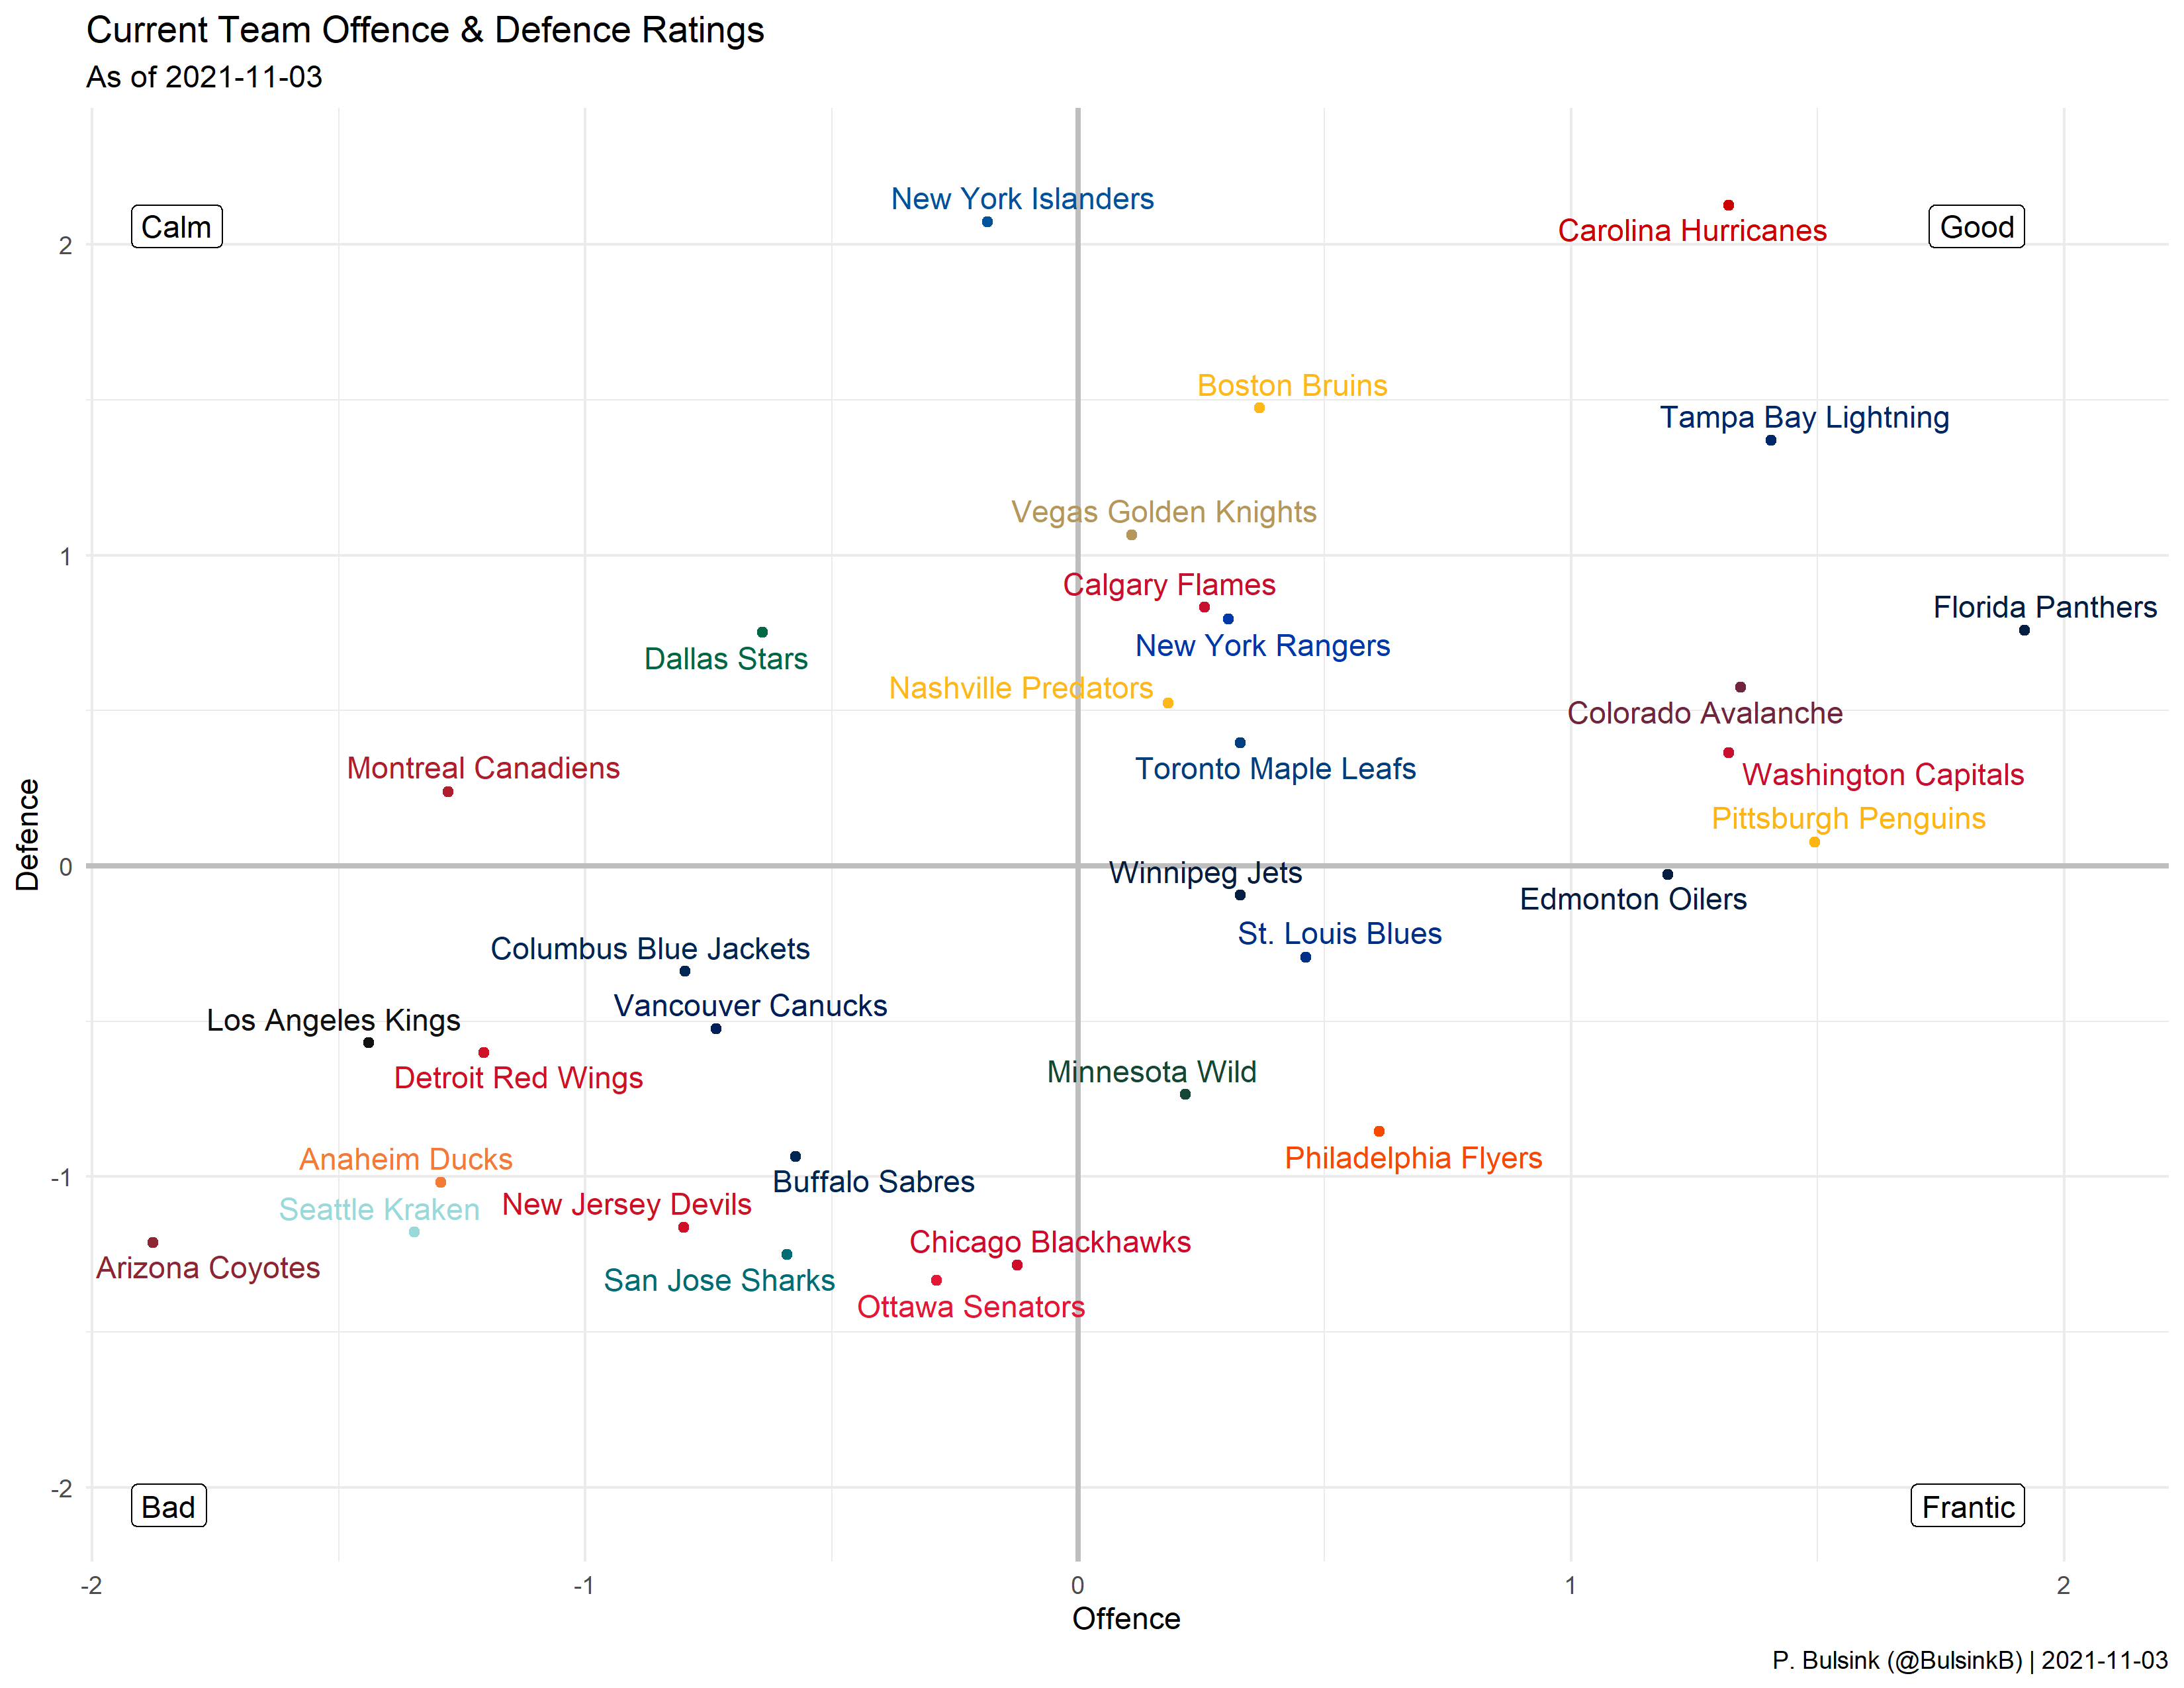 Current Team Offence & Defence Ratings
As of 2021-11-03
New York Islanders
Calm
Carolina Hurricanes
Good
2
Boston Bruins
Tampa Bay Lightning
Vegas Golden Knights
1
Calgary Flames
Florida Panthers
New York Rangers
Dallas Stars
Nashville Predators
Colorado Avalanche
Montreal Canadiens
Toronto Maple Leafs
Washington Capitals
Pittsburgh Penguins
Defence
0
Winnipeg Jets
Edmonton Oilers
St. Louis Blues
Columbus Blue Jackets
Vancouver Canucks
Los Angeles Kings
Detroit Red Wings
Minnesota Wild
Anaheim Ducks
Philadelphia Flyers
-1
Buffalo Sabres
New Jersey Devils
Seattle Kraken
Chicago Blackhawks
Arizona Coyotes
San Jose Sharks
Ottawa Senators
-2
Bad
Frantic
-2 -1 0 1 2
Offence
P. Bulsink (@BulsinkB) | 2021-11-03